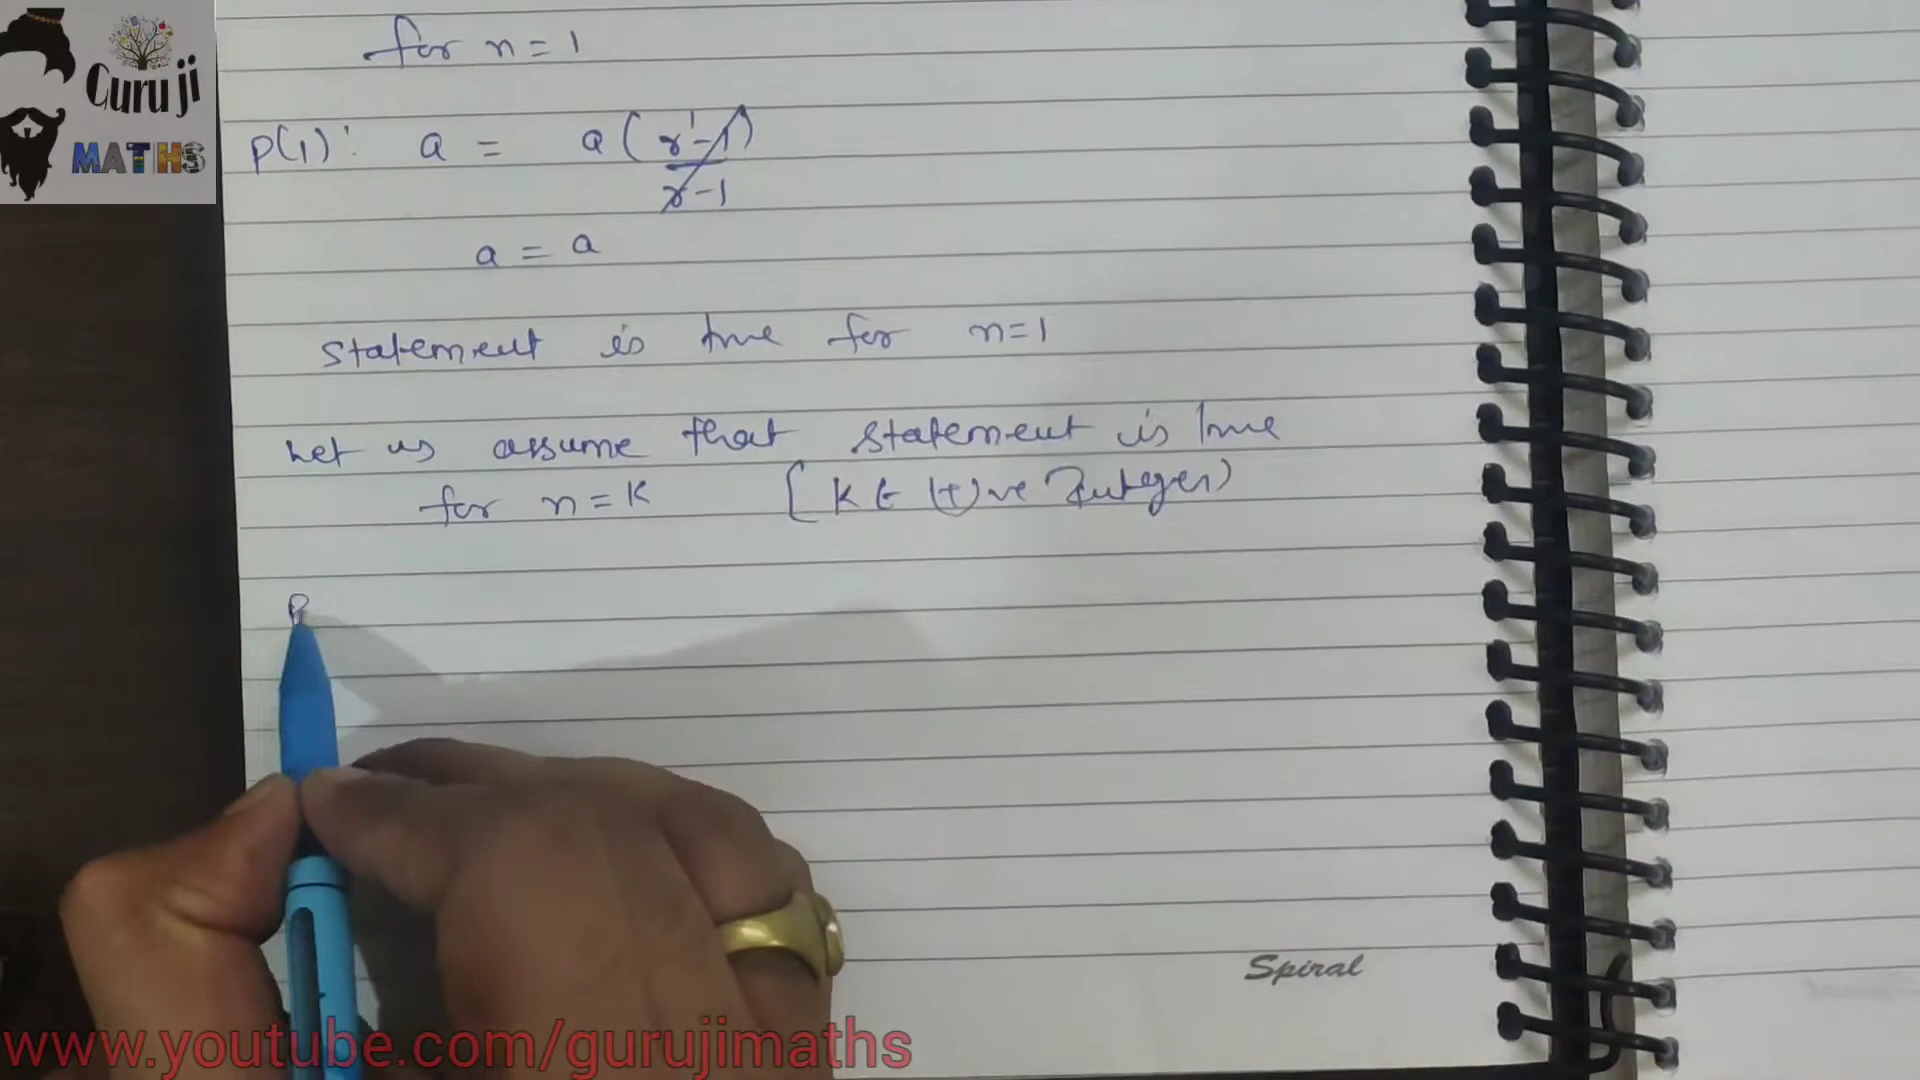 Guru ji
MATHS
for n = 1
P(1): a = a ( r¹-1 )
r-1
a = a
statement is true for n=1
Let us assume that statement is true
for n = K [ K ∈ (+)ve Integer)
P
Spiral
www.youtube.com/gurujimaths